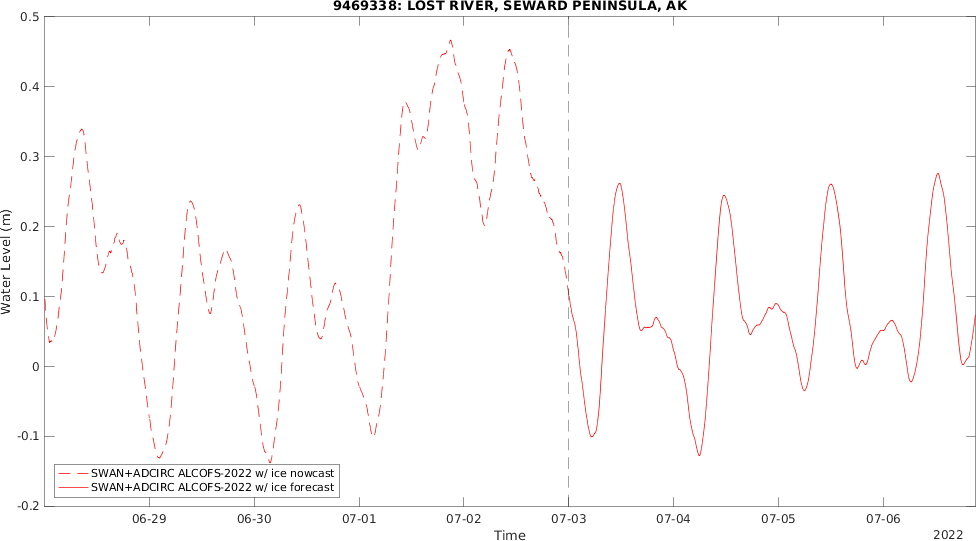 9469338: LOST RIVER, SEWARD PENINSULA, AK
0.5
0.4
0.3
0.2
0.1
0
-0.1
-0.2
Water Level (m)
SWAN+ADCIRC ALCOFS-2022 w/ ice nowcast
SWAN+ADCIRC ALCOFS-2022 w/ ice forecast
06-29 06-30 07-01 07-02 07-03 07-04 07-05 07-06
Time
2022